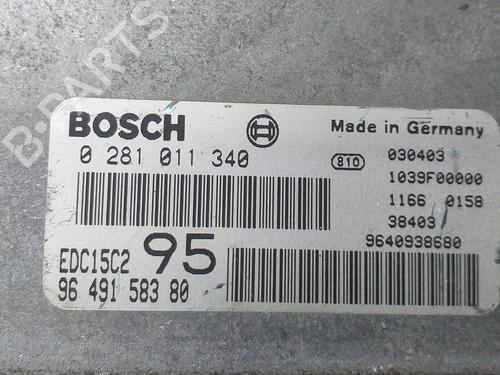 B-PARTS
BOSCH
Made in Germany
0 281 011 340
810
030403
1039F00000
1166 0158
38403
9640938680
EDC15C2
95
96 491 583 80